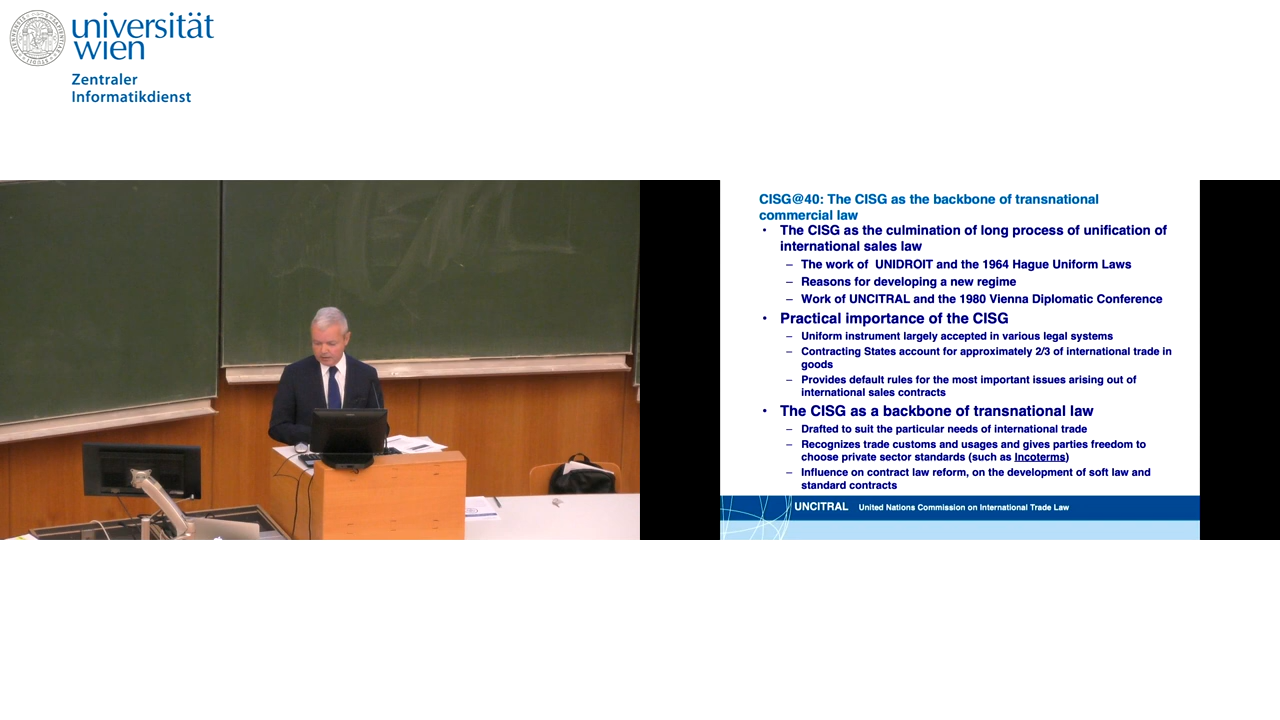 universität
wien
Zentraler
Informatikdienst
CISG@40: The CISG as the backbone of transnational
commercial law
• The CISG as the culmination of long process of unification of
international sales law
– The work of  UNIDROIT and the 1964 Hague Uniform Laws
– Reasons for developing a new regime
– Work of UNCITRAL and the 1980 Vienna Diplomatic Conference
• Practical importance of the CISG
– Uniform instrument largely accepted in various legal systems
– Contracting States account for approximately 2/3 of international trade in
goods
– Provides default rules for the most important issues arising out of
international sales contracts
• The CISG as a backbone of transnational law
– Drafted to suit the particular needs of international trade
– Recognizes trade customs and usages and gives parties freedom to
choose private sector standards (such as Incoterms)
– Influence on contract law reform, on the development of soft law and
standard contracts
UNCITRAL United Nations Commission on International Trade Law